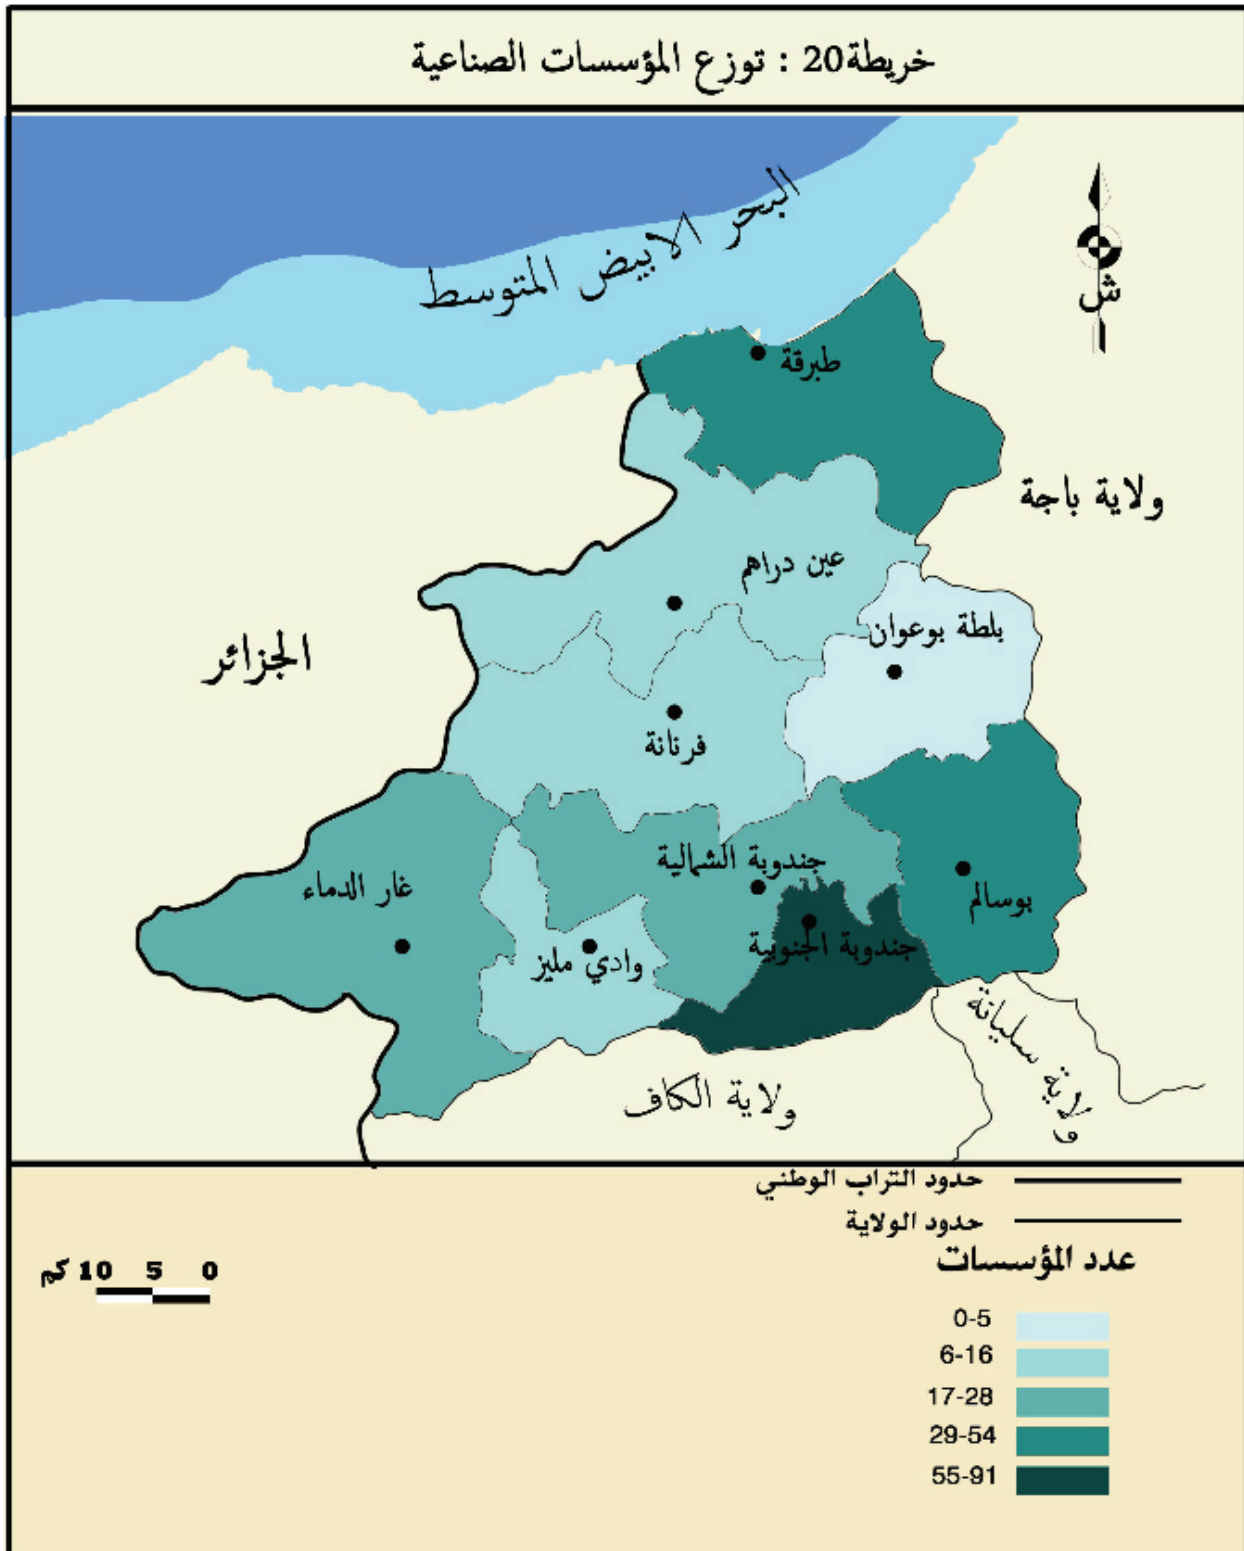 خريطة20 : توزع المؤسسات الصناعية
البحر الابيض المتوسط
ش
طبرقة
ولاية باجة
عين دراهم
بلطة بوعوان
الجزائر
فرنانة
جندوبة الشمالية
غار الدماء
بوسالم
جندوبة الجنوبية
وادي مليز
ولاية سليانة
ولاية الكاف
حدود التراب الوطني
حدود الولاية
عدد المؤسسات
0 5 10 كم
0-5
6-16
17-28
29-54
55-91